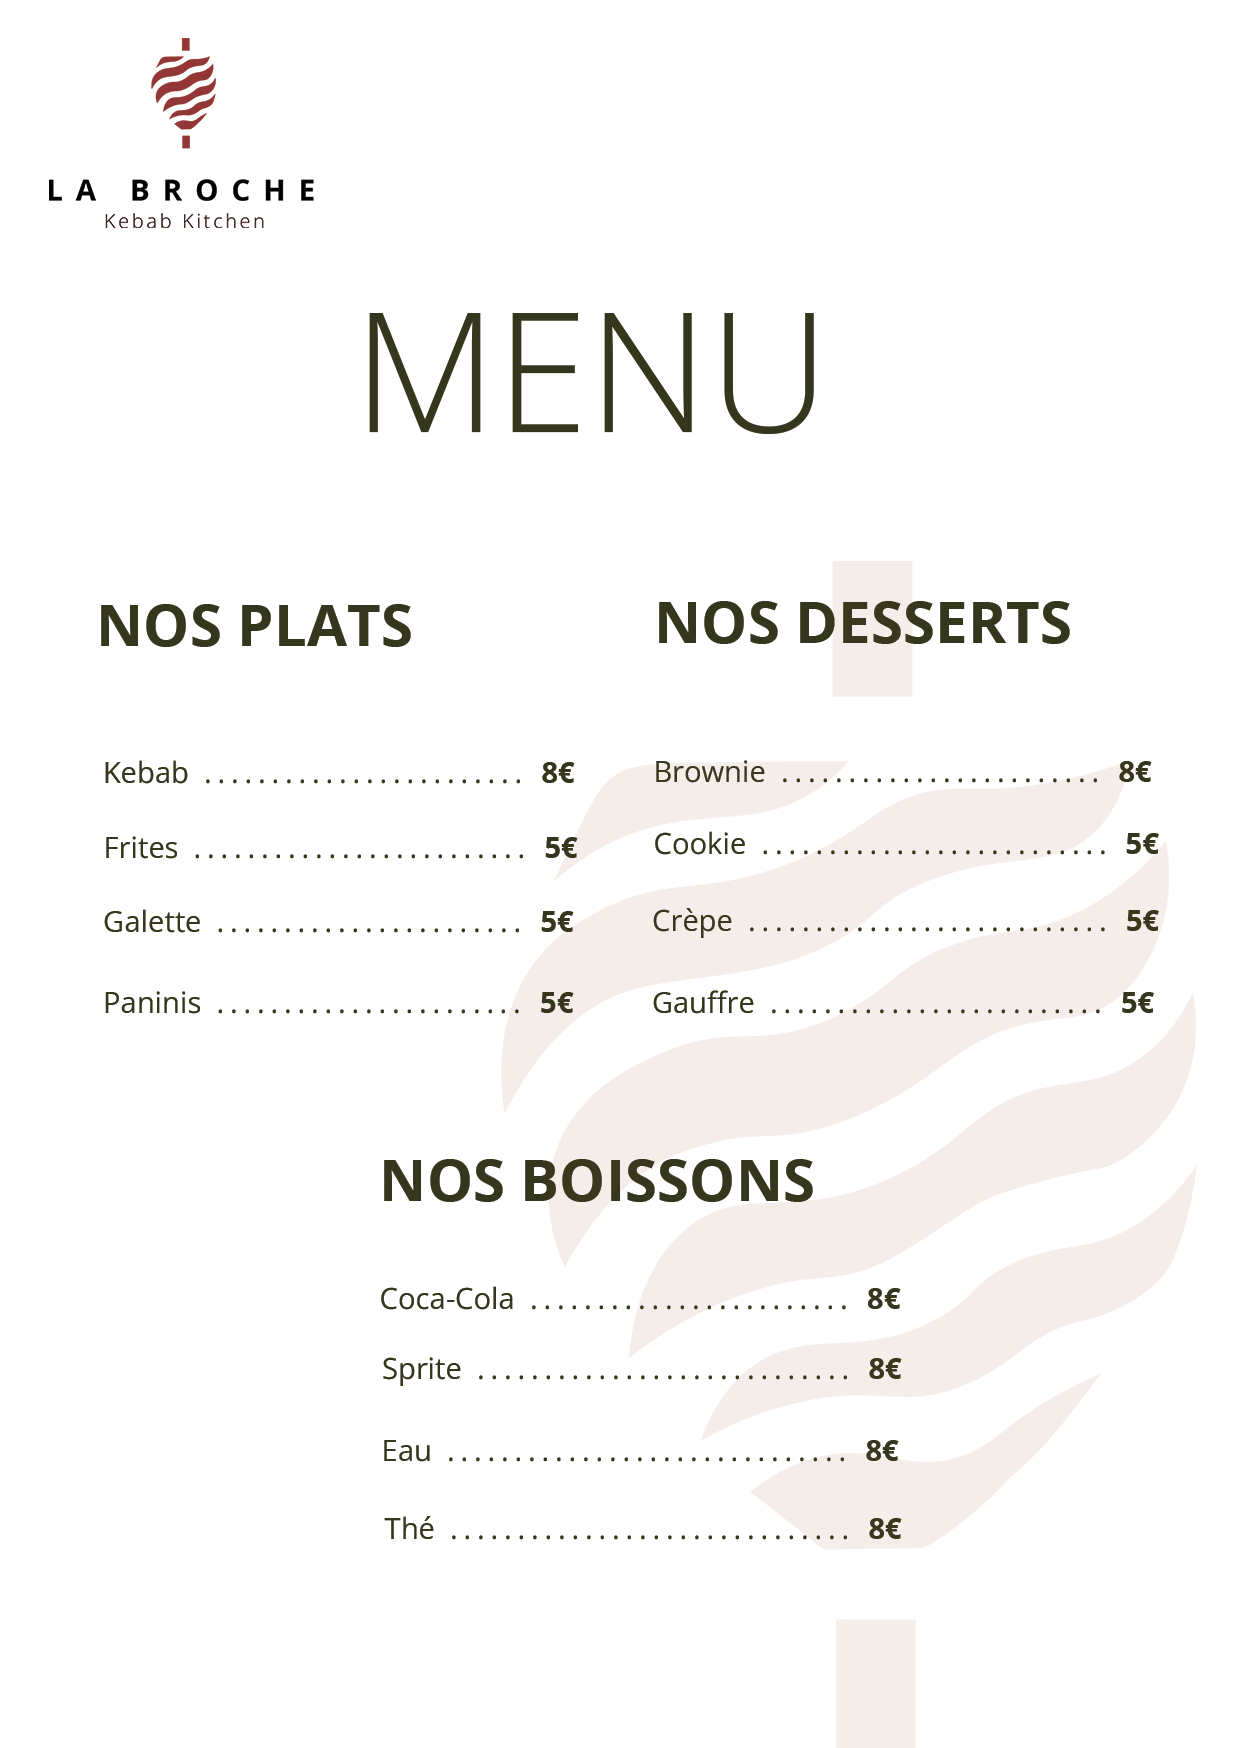 LA BROCHE
Kebab Kitchen
MENU
NOS PLATS
Kebab ........................ 8€
Frites ......................... 5€
Galette ....................... 5€
Paninis ....................... 5€
NOS DESSERTS
Brownie ........................ 8€
Cookie .......................... 5€
Crèpe ........................... 5€
Gauffre ......................... 5€
NOS BOISSONS
Coca-Cola ........................ 8€
Sprite ............................ 8€
Eau .............................. 8€
Thé .............................. 8€